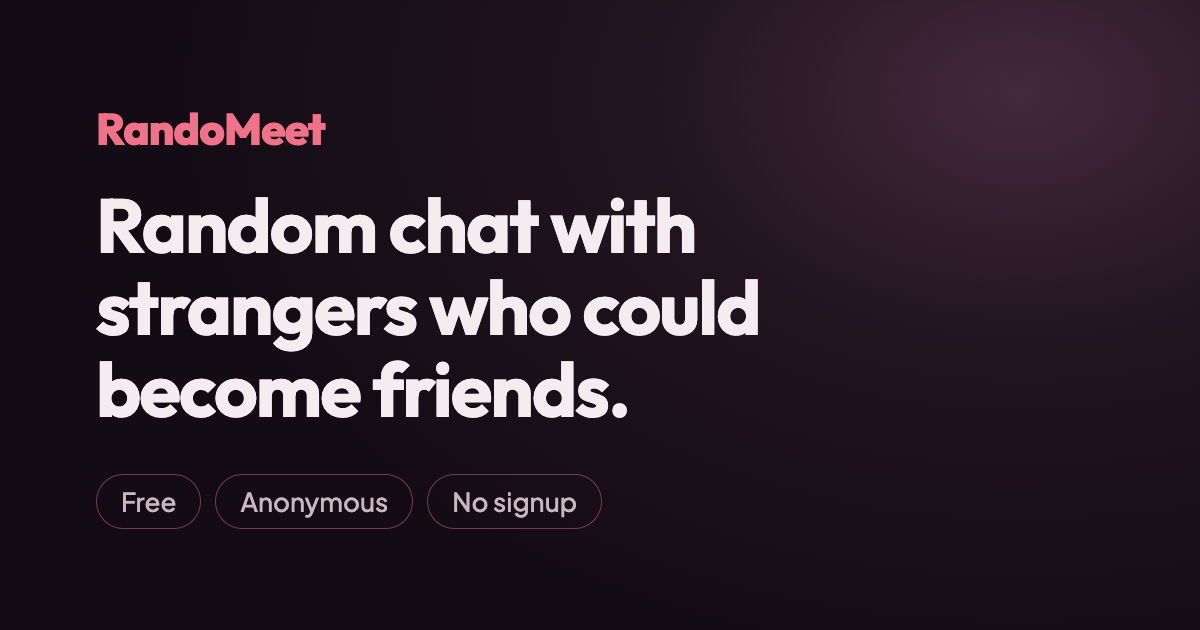 RandoMeet
Random chat with
strangers who could
become friends.
Free Anonymous No signup